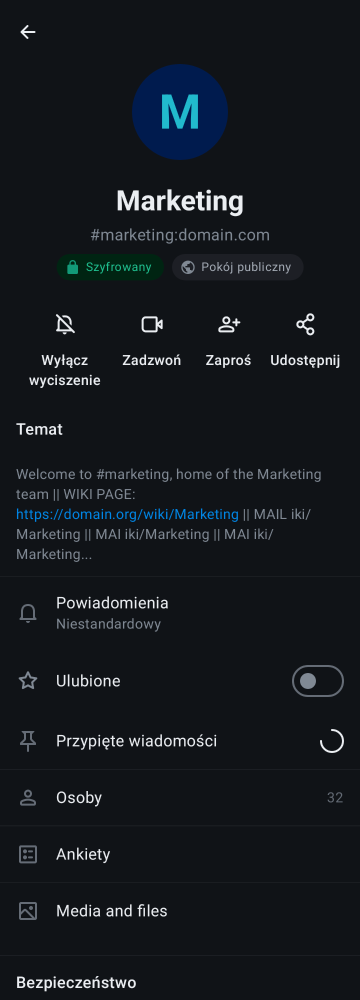 M
Marketing
#marketing:domain.com
Szyfrowany
Pokój publiczny
Wyłącz
wyciszenie
Zadzwoń
Zaproś
Udostępnij
Temat
Welcome to #marketing, home of the Marketing
team || WIKI PAGE:
https://domain.org/wiki/Marketing || MAIL iki/
Marketing || MAI iki/Marketing || MAI iki/
Marketing...
Powiadomienia
Niestandardowy
Ulubione
Przypięte wiadomości
Osoby 32
Ankiety
Media and files
Bezpieczeństwo